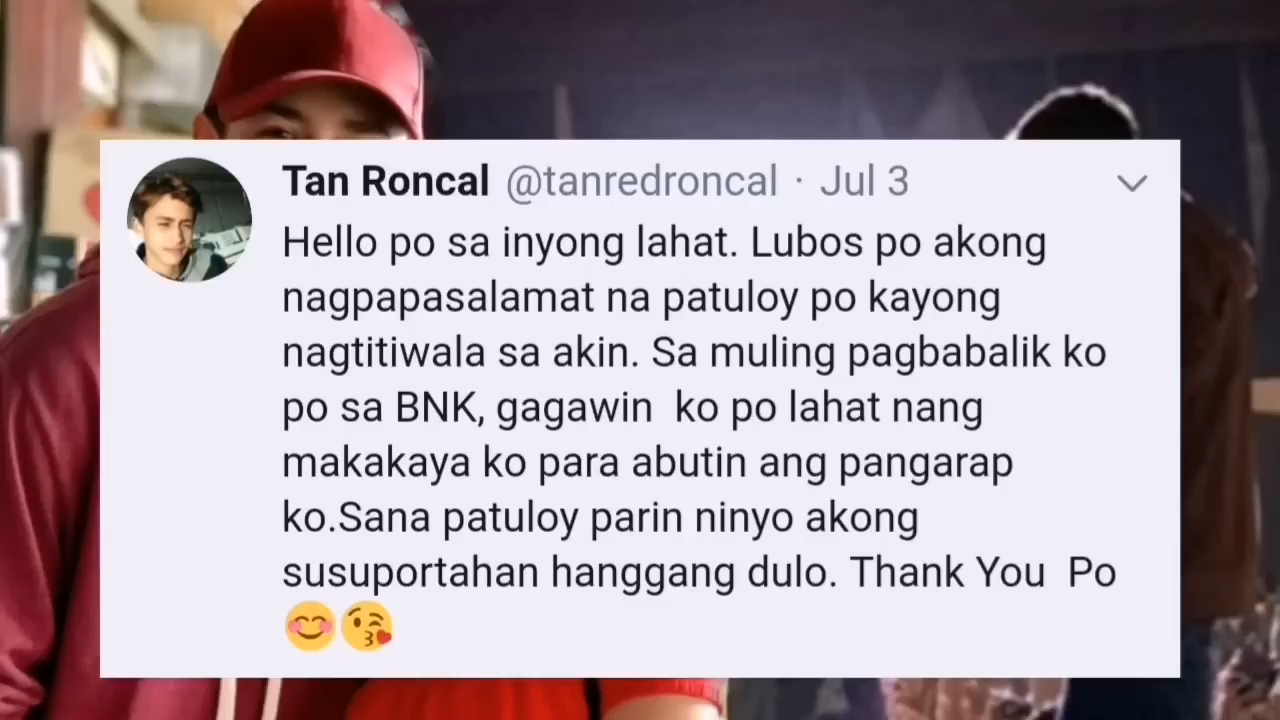 Tan Roncal @tanredroncal · Jul 3
Hello po sa inyong lahat. Lubos po akong
nagpapasalamat na patuloy po kayong
nagtitiwala sa akin. Sa muling pagbabalik ko
po sa BNK, gagawin  ko po lahat nang
makakaya ko para abutin ang pangarap
ko.Sana patuloy parin ninyo akong
susuportahan hanggang dulo. Thank You  Po
😊😘